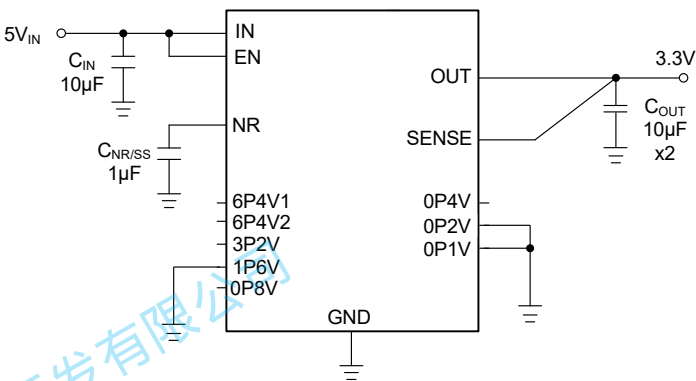 5VIN
IN
EN
CIN
10µF
OUT
3.3V
NR
SENSE
COUT
10µF
x2
CNR/SS
1µF
6P4V1
6P4V2
3P2V
1P6V
0P8V
0P4V
0P2V
0P1V
GND
发有限公司